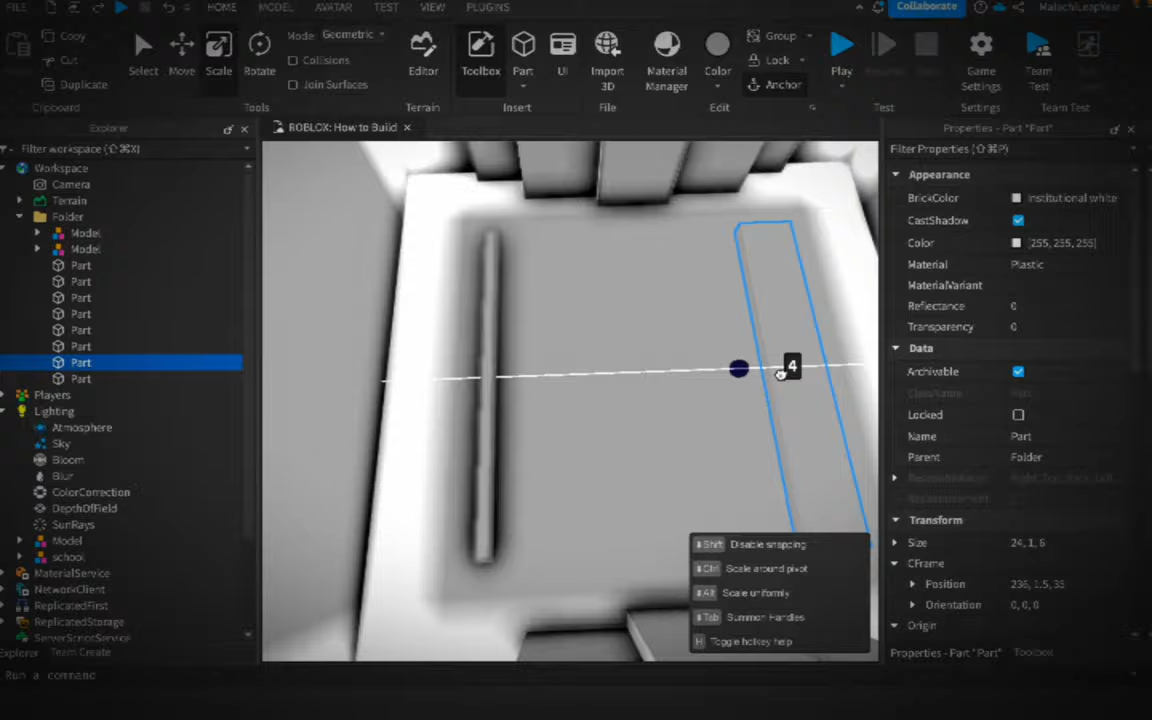 FILE HOME MODEL AVATAR TEST VIEW PLUGINS Collaborate MalachiLeapYear
Copy
Cut
Duplicate
Clipboard
Select Move Scale Rotate
Mode: Geometric
Collisions
Join Surfaces
Tools
Editor
Terrain
Toolbox Part UI
Insert
Import
3D
File
Material
Manager
Color
Group
Lock
Anchor
Edit
Play
Test
Game
Settings
Settings
Team
Test
Team Test
Explorer
Filter workspace (⇧⌘X)
Workspace
Camera
Terrain
Folder
Model
Model
Part
Part
Part
Part
Part
Part
Part
Part
Players
Lighting
Atmosphere
Sky
Bloom
Blur
ColorCorrection
DepthOfField
SunRays
Model
school
MaterialService
NetworkClient
ReplicatedFirst
ReplicatedStorage
ServerScriptService
Explorer Team Create
Run a command
ROBLOX: How to Build
4
Shift Disable snapping
Ctrl Scale around pivot
Alt Scale uniformly
Tab Summon Handles
H Toggle hotkey help
Properties - Part "Part"
Filter Properties (⇧⌘P)
Appearance
BrickColor Institutional white
CastShadow
Color [255, 255, 255]
Material Plastic
MaterialVariant
Reflectance 0
Transparency 0
Data
Archivable
ClassName Part
Locked
Name Part
Parent Folder
Transform
Size 24, 1, 6
CFrame
Position 236, 1.5, 35
Orientation 0, 0, 0
Origin
Properties - Part "Part" Toolbox